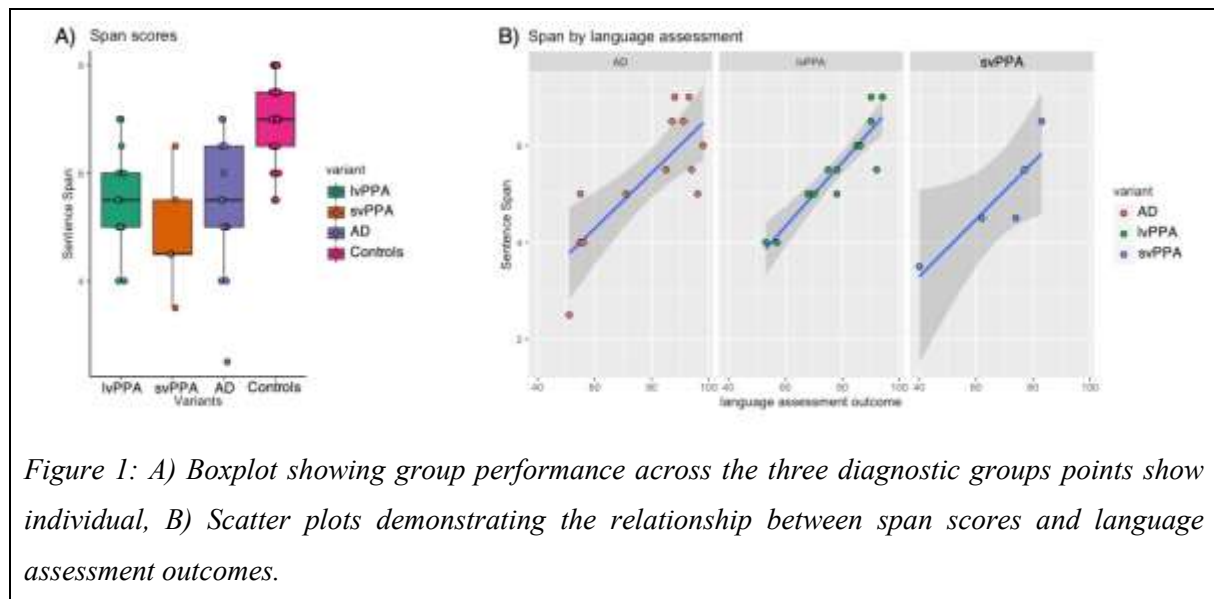 A) Span scores
Sentence Span
lvPPA
svPPA
AD
Controls
Variants
variant
lvPPA
svPPA
AD
Controls
B) Span by language assessment
AD
lvPPA
svPPA
Sentence Span
6
4
2
40
60
80
100
40
60
80
100
40
60
80
100
language assessment outcome
variant
AD
lvPPA
svPPA
Figure 1: A) Boxplot showing group performance across the three diagnostic groups points show
individual, B) Scatter plots demonstrating the relationship between span scores and language
assessment outcomes.